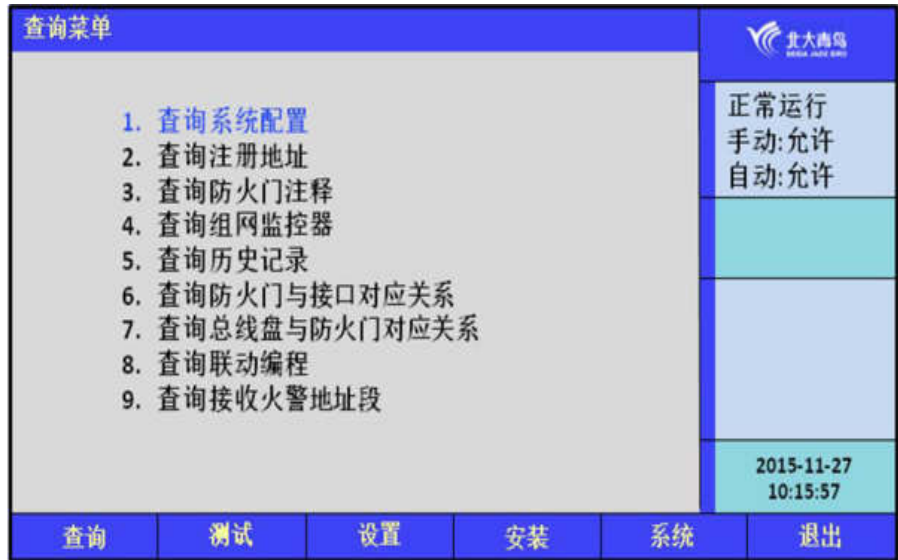 查询菜单
北大青鸟
1. 查询系统配置
2. 查询注册地址
3. 查询防火门注释
4. 查询组网监控器
5. 查询历史记录
6. 查询防火门与接口对应关系
7. 查询总线盘与防火门对应关系
8. 查询联动编程
9. 查询接收火警地址段
正常运行
手动:允许
自动:允许
2015-11-27
10:15:57
查询 测试 设置 安装 系统 退出